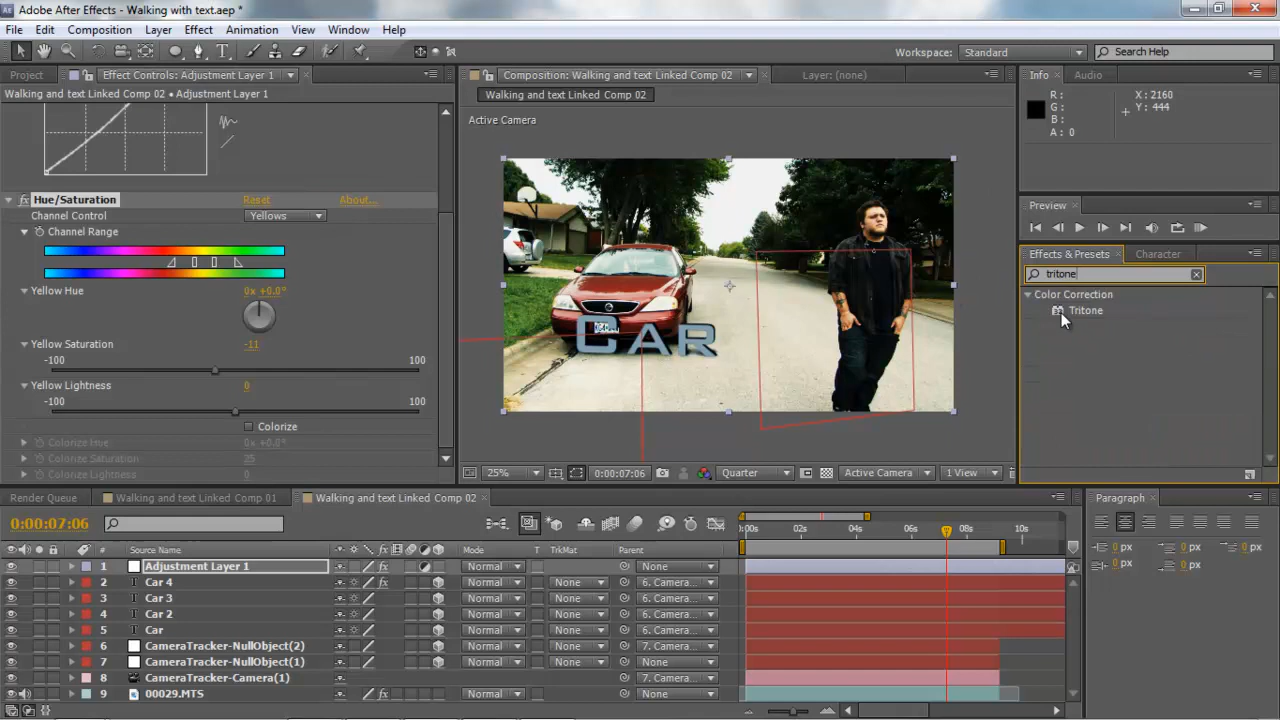 Adobe After Effects - Walking with text.aep *
File Edit Composition Layer Effect Animation View Window Help
Workspace: Standard Search Help
Project Effect Controls: Adjustment Layer 1 Composition: Walking and text Linked Comp 02 Layer: (none) Info Audio
Walking and text Linked Comp 02 • Adjustment Layer 1
Walking and text Linked Comp 02
Active Camera
R :
G :
B :
A : 0
X : 2160
Y : 444
fx Hue/Saturation Reset About...
Channel Control Yellows
Channel Range
Yellow Hue 0x +0.0°
Yellow Saturation -11
-100 100
Yellow Lightness 0
-100 100
Colorize
Colorize Hue 0x +0.0°
Colorize Saturation 25
Colorize Lightness 0
Car
Preview
Effects & Presets Character
tritone
Color Correction
Tritone
25% 0:00:07:06 Quarter Active Camera 1 View
Render Queue Walking and text Linked Comp 01 Walking and text Linked Comp 02
Paragraph
0:00:07:06
:00s 02s 04s 06s 08s 10s
# Source Name Mode T TrkMat Parent
1 Adjustment Layer 1 fx Normal None
2 Car 4 fx Normal None 6. Camera...
3 Car 3 Normal None 6. Camera...
4 Car 2 Normal None 6. Camera...
5 Car Normal None 6. Camera...
6 CameraTracker-NullObject(2) Normal None 7. Camera...
7 CameraTracker-NullObject(1) Normal None None
8 CameraTracker-Camera(1) 7. Camera...
9 00029.MTS fx Normal None None
0 px 0 px 0 px
0 px 0 px